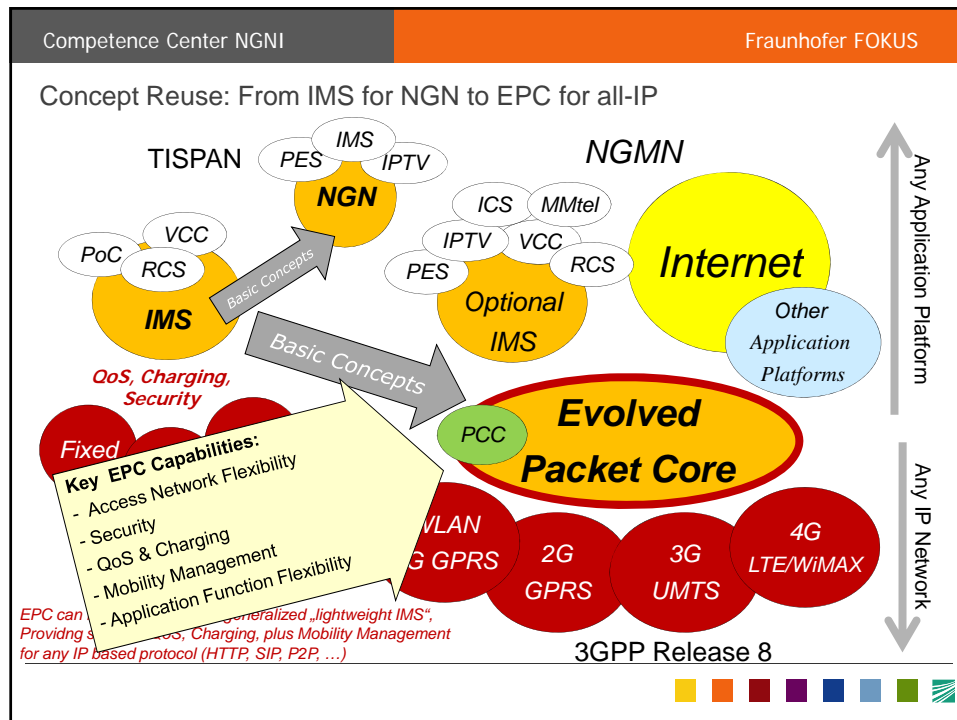 Competence Center NGNI
Fraunhofer FOKUS
Concept Reuse: From IMS for NGN to EPC for all-IP
TISPAN
PES
IMS
IPTV
NGN
PoC
VCC
RCS
IMS
Basic Concepts
Basic Concepts
QoS, Charging,
Security
NGMN
ICS
MMtel
IPTV
VCC
PES
RCS
Optional
IMS
Internet
Other
Application
Platforms
Any Application Platform
PCC
Evolved
Packet Core
Fixed
Key EPC Capabilities:
- Access Network Flexibility
- Security
- QoS & Charging
- Mobility Management
- Application Function Flexibility
GPRS
2G
GPRS
3G
UMTS
4G
LTE/WiMAX
Any IP Network
EPC can generalized „lightweight IMS“,
Providng Charging, plus Mobility Management
for any IP based protocol (HTTP, SIP, P2P, …)
3GPP Release 8